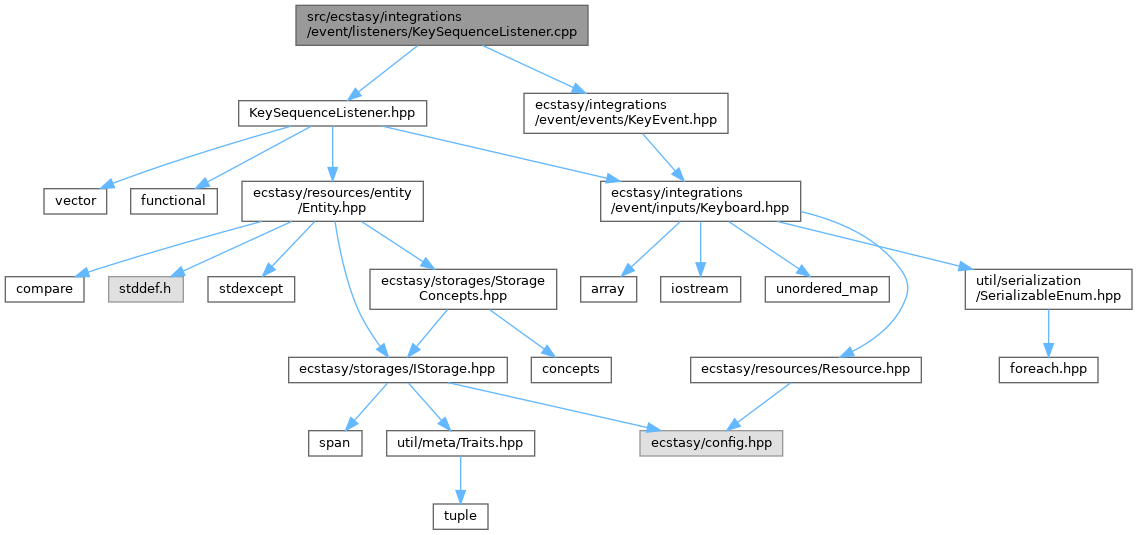 src/ecstasy/integrations
/event/listeners/KeySequenceListener.cpp
KeySequenceListener.hpp
ecstasy/integrations
/event/events/KeyEvent.hpp
vector
functional
ecstasy/resources/entity
/Entity.hpp
ecstasy/integrations
/event/inputs/Keyboard.hpp
compare
stddef.h
stdexcept
ecstasy/storages/Storage
Concepts.hpp
array
iostream
unordered_map
util/serialization
/SerializableEnum.hpp
ecstasy/storages/IStorage.hpp
concepts
ecstasy/resources/Resource.hpp
foreach.hpp
span
util/meta/Traits.hpp
ecstasy/config.hpp
tuple